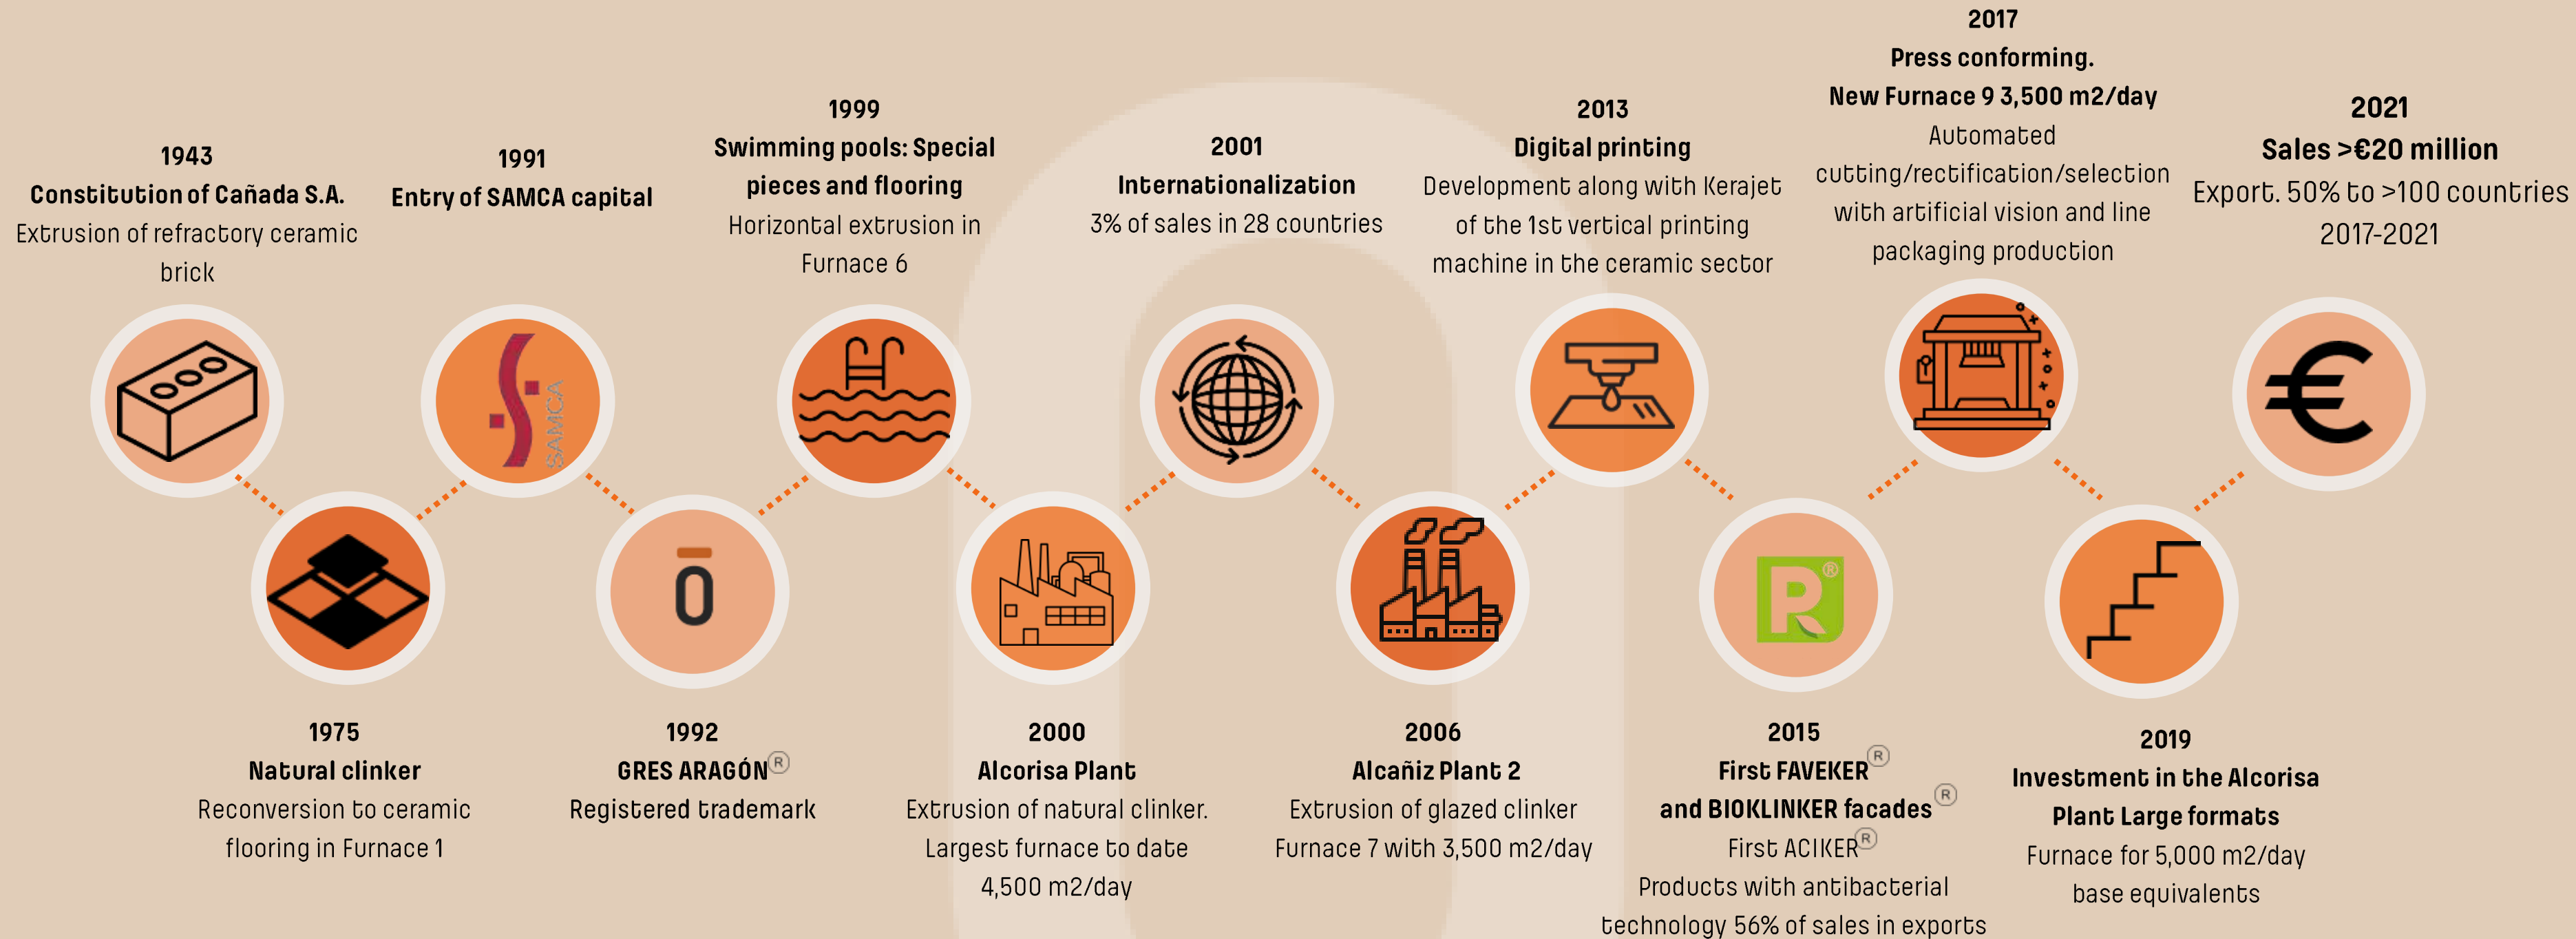 1943
Constitution of Cañada S.A.
Extrusion of refractory ceramic
brick
1975
Natural clinker
Reconversion to ceramic
flooring in Furnace 1
1991
Entry of SAMCA capital
SAMCA
1992
GRES ARAGÓN®
Registered trademark
1999
Swimming pools: Special
pieces and flooring
Horizontal extrusion in
Furnace 6
2000
Alcorisa Plant
Extrusion of natural clinker.
Largest furnace to date
4,500 m2/day
2001
Internationalization
3% of sales in 28 countries
2006
Alcañiz Plant 2
Extrusion of glazed clinker
Furnace 7 with 3,500 m2/day
2013
Digital printing
Development along with Kerajet
of the 1st vertical printing
machine in the ceramic sector
R®
2015
First FAVEKER®
and BIOKLINKER facades®
First ACIKER®
Products with antibacterial
technology 56% of sales in exports
2017
Press conforming.
New Furnace 9 3,500 m2/day
Automated
cutting/rectification/selection
with artificial vision and line
packaging production
2019
Investment in the Alcorisa
Plant Large formats
Furnace for 5,000 m2/day
base equivalents
2021
Sales >€20 million
Export. 50% to >100 countries
2017-2021
€